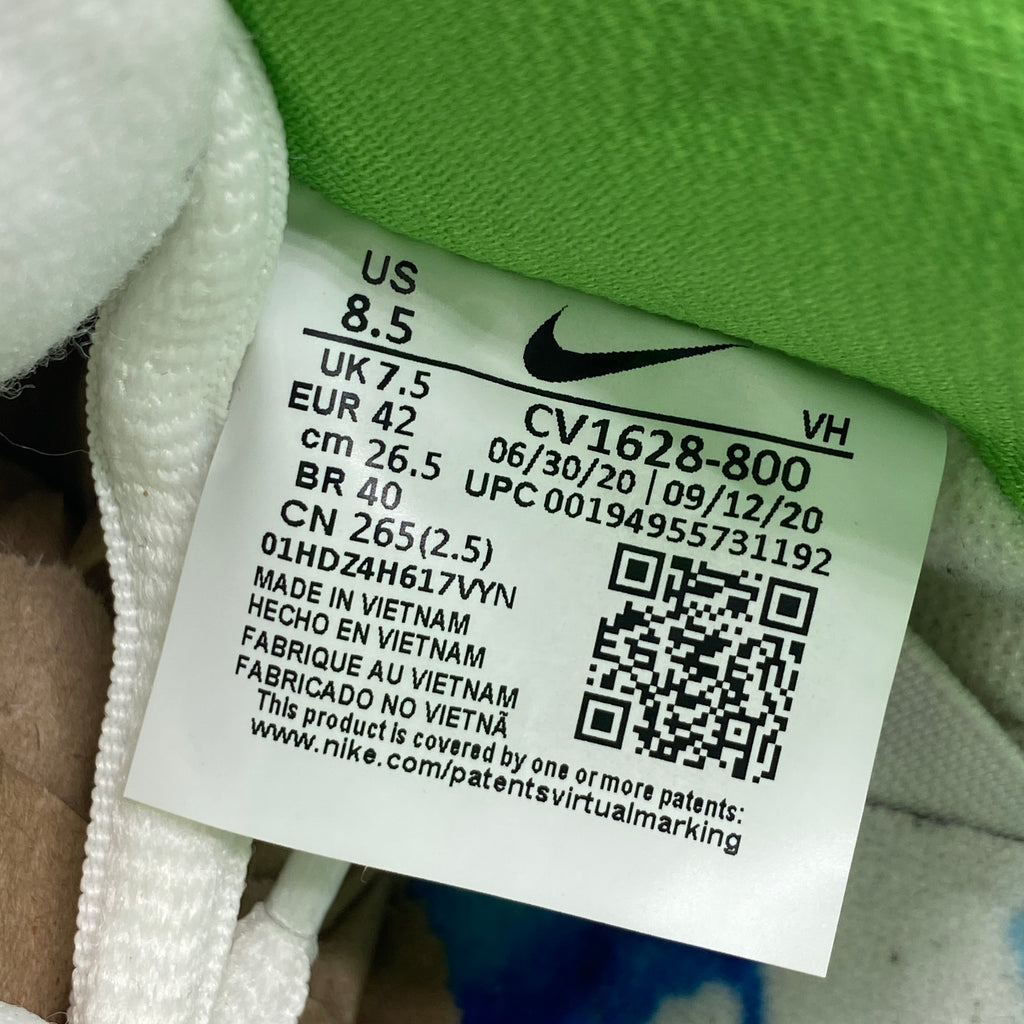 US
8.5
UK 7.5
EUR 42
cm 26.5
BR 40
CN 265(2.5)
VH
CV1628-800
06/30/20 | 09/12/20
UPC 00194955731192
01HDZ4H617VYN
MADE IN VIETNAM
HECHO EN VIETNAM
FABRIQUE AU VIETNAM
FABRICADO NO VIETNÃ
This product is covered by one or more patents:
www.nike.com/patentsvirtualmarking